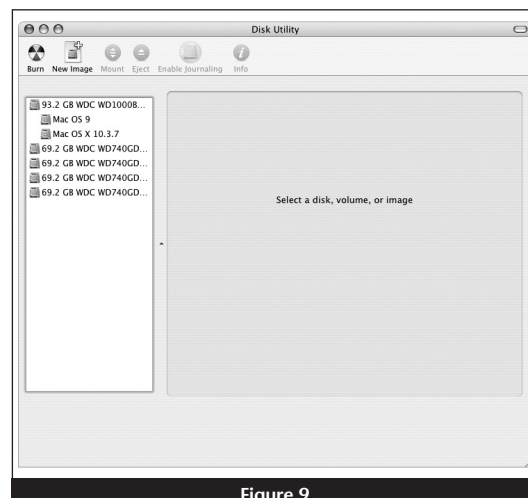 Disk Utility
Burn New Image Mount Eject Enable Journaling Info
93.2 GB WDC WD1000B...
Mac OS 9
Mac OS X 10.3.7
69.2 GB WDC WD740GD...
69.2 GB WDC WD740GD...
69.2 GB WDC WD740GD...
69.2 GB WDC WD740GD...
Select a disk, volume, or image
Figure 9